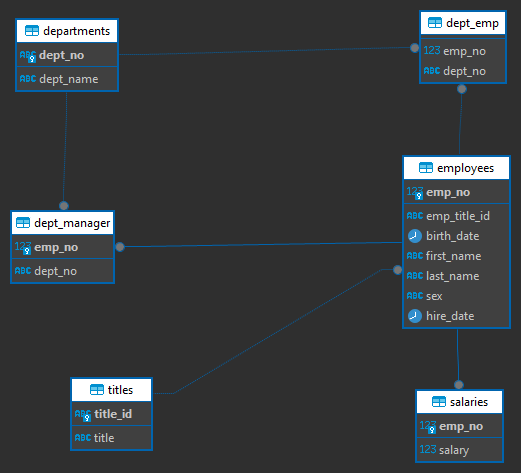 departments
ABC dept_no
ABC dept_name
dept_emp
123 emp_no
ABC dept_no
employees
123 emp_no
ABC emp_title_id
birth_date
ABC first_name
ABC last_name
ABC sex
hire_date
dept_manager
123 emp_no
ABC dept_no
titles
ABC title_id
ABC title
salaries
123 emp_no
123 salary